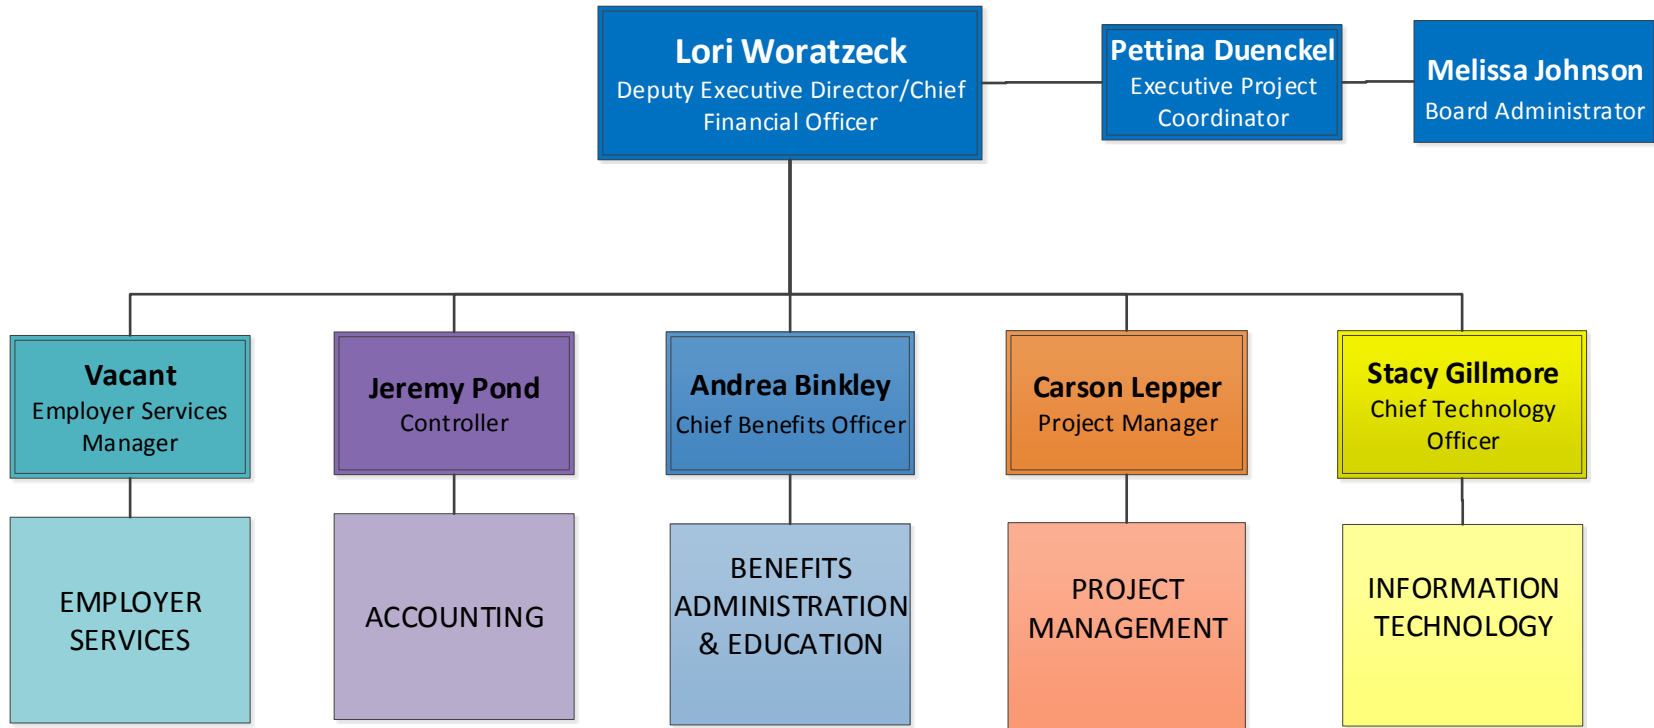 Lori Woratzeck
Deputy Executive Director/Chief
Financial Officer
Pettina Duenckel
Executive Project
Coordinator
Melissa Johnson
Board Administrator
Vacant
Employer Services
Manager
Jeremy Pond
Controller
Andrea Binkley
Chief Benefits Officer
Carson Lepper
Project Manager
Stacy Gillmore
Chief Technology
Officer
EMPLOYER
SERVICES
ACCOUNTING
BENEFITS
ADMINISTRATION
& EDUCATION
PROJECT
MANAGEMENT
INFORMATION
TECHNOLOGY